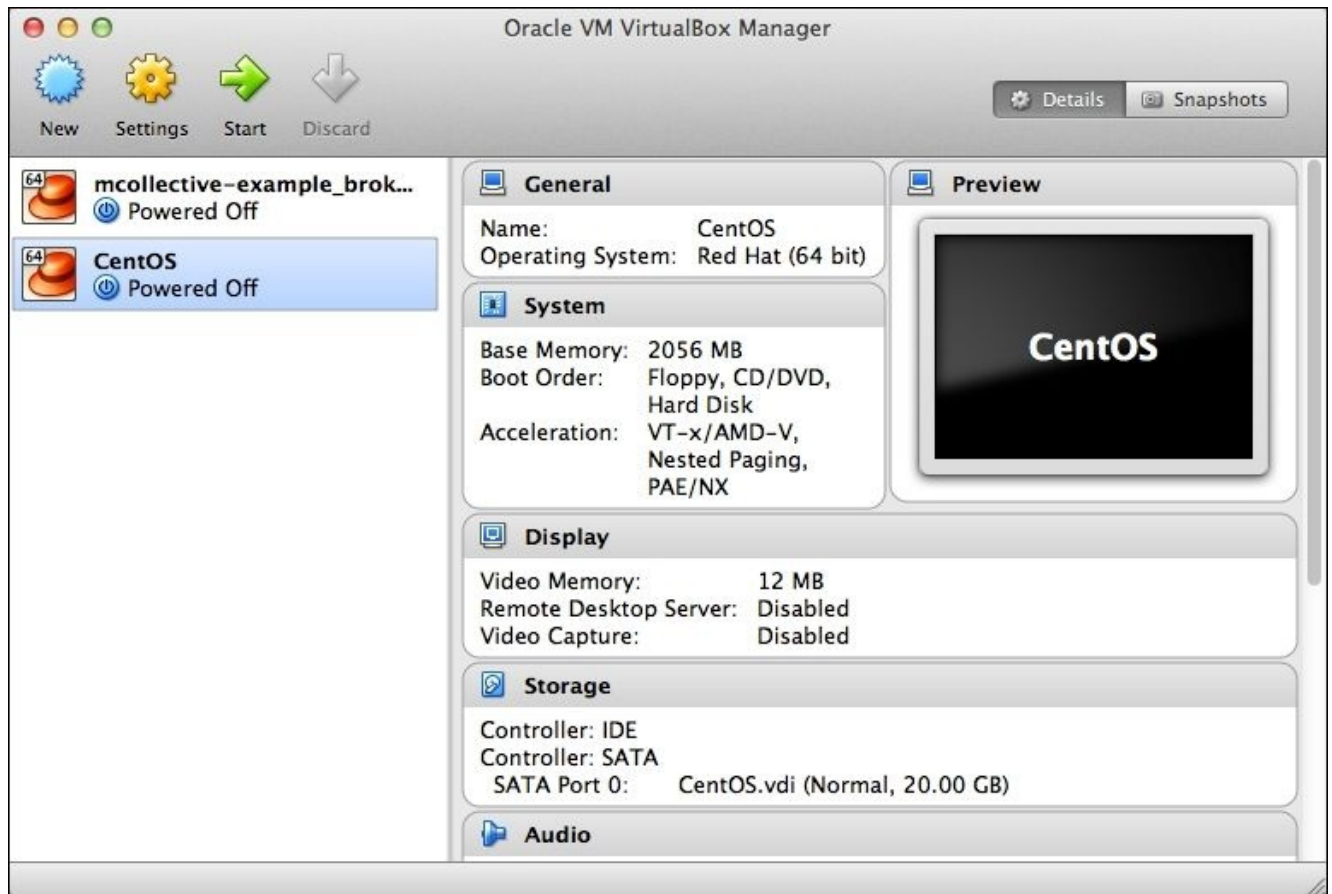 Oracle VM VirtualBox Manager
New
Settings
Start
Discard
Details
Snapshots
64
mcollective-example_brok...
Powered Off
64
CentOS
Powered Off
General
Name: CentOS
Operating System: Red Hat (64 bit)
Preview
CentOS
System
Base Memory: 2056 MB
Boot Order: Floppy, CD/DVD,
Hard Disk
Acceleration: VT-x/AMD-V,
Nested Paging,
PAE/NX
Display
Video Memory: 12 MB
Remote Desktop Server: Disabled
Video Capture: Disabled
Storage
Controller: IDE
Controller: SATA
SATA Port 0: CentOS.vdi (Normal, 20.00 GB)
Audio